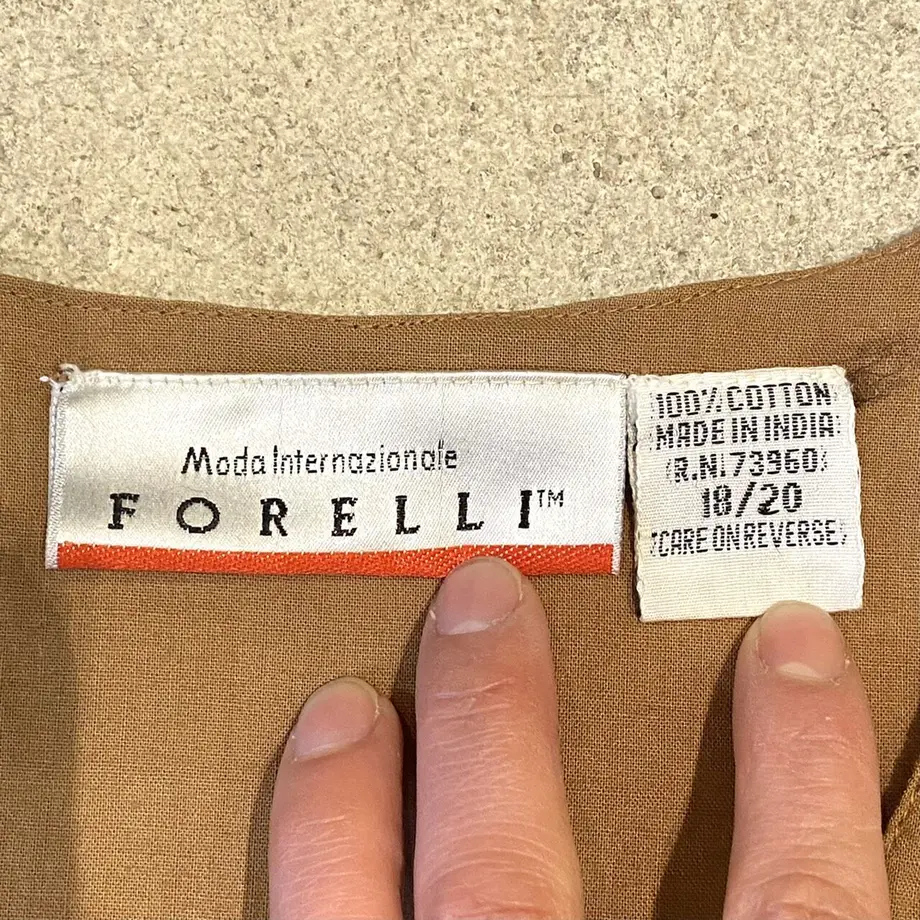 Moda Internazionale
FORELLI™
100% COTTON
MADE IN INDIA
R.N. 73960
18/20
CARE ON REVERSE